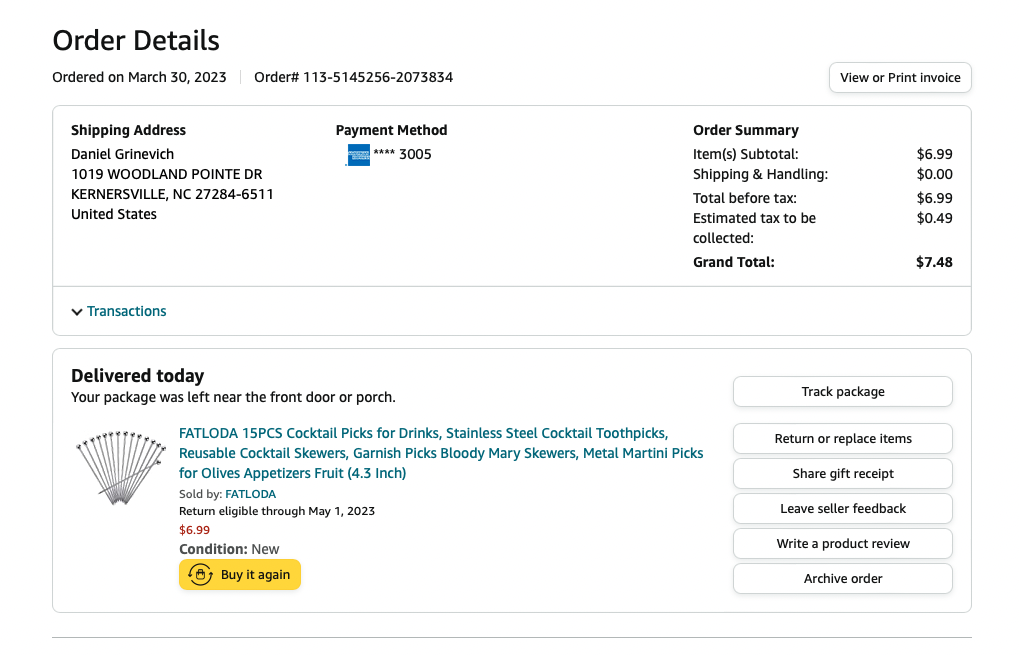 Order Details
Ordered on March 30, 2023
Order# 113-5145256-2073834
View or Print invoice
Shipping Address
Daniel Grinevich
1019 WOODLAND POINTE DR
KERNERSVILLE, NC 27284-6511
United States
Payment Method
**** 3005
Order Summary
Item(s) Subtotal: $6.99
Shipping & Handling: $0.00
Total before tax: $6.99
Estimated tax to be $0.49
collected:
Grand Total: $7.48
Transactions
Delivered today
Your package was left near the front door or porch.
FATLODA 15PCS Cocktail Picks for Drinks, Stainless Steel Cocktail Toothpicks,
Reusable Cocktail Skewers, Garnish Picks Bloody Mary Skewers, Metal Martini Picks
for Olives Appetizers Fruit (4.3 Inch)
Sold by: FATLODA
Return eligible through May 1, 2023
$6.99
Condition: New
Buy it again
Track package
Return or replace items
Share gift receipt
Leave seller feedback
Write a product review
Archive order